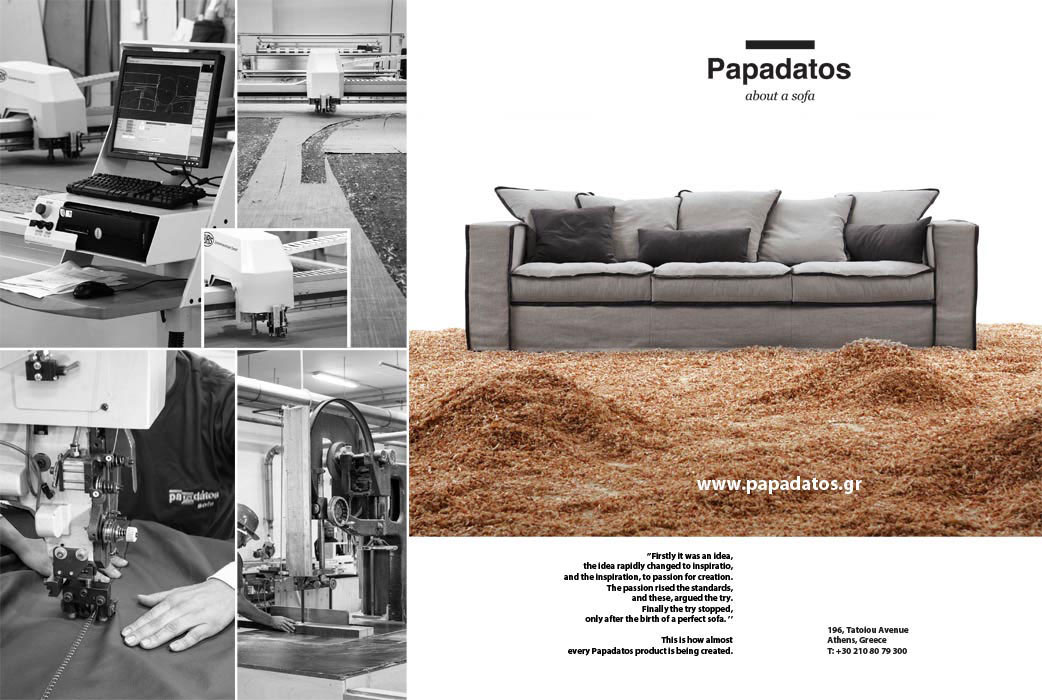 papadátos
sofa
Papadatos
about a sofa
www.papadatos.gr
"Firstly it was an idea,
the idea rapidly changed to inspiratio,
and the inspiration, to passion for creation.
The passion rised the standards,
and these, argued the try.
Finally the try stopped,
only after the birth of a perfect sofa. ’’
This is how almost
every Papadatos product is being created.
196, Tatoiou Avenue
Athens, Greece
T: +30 210 80 79 300